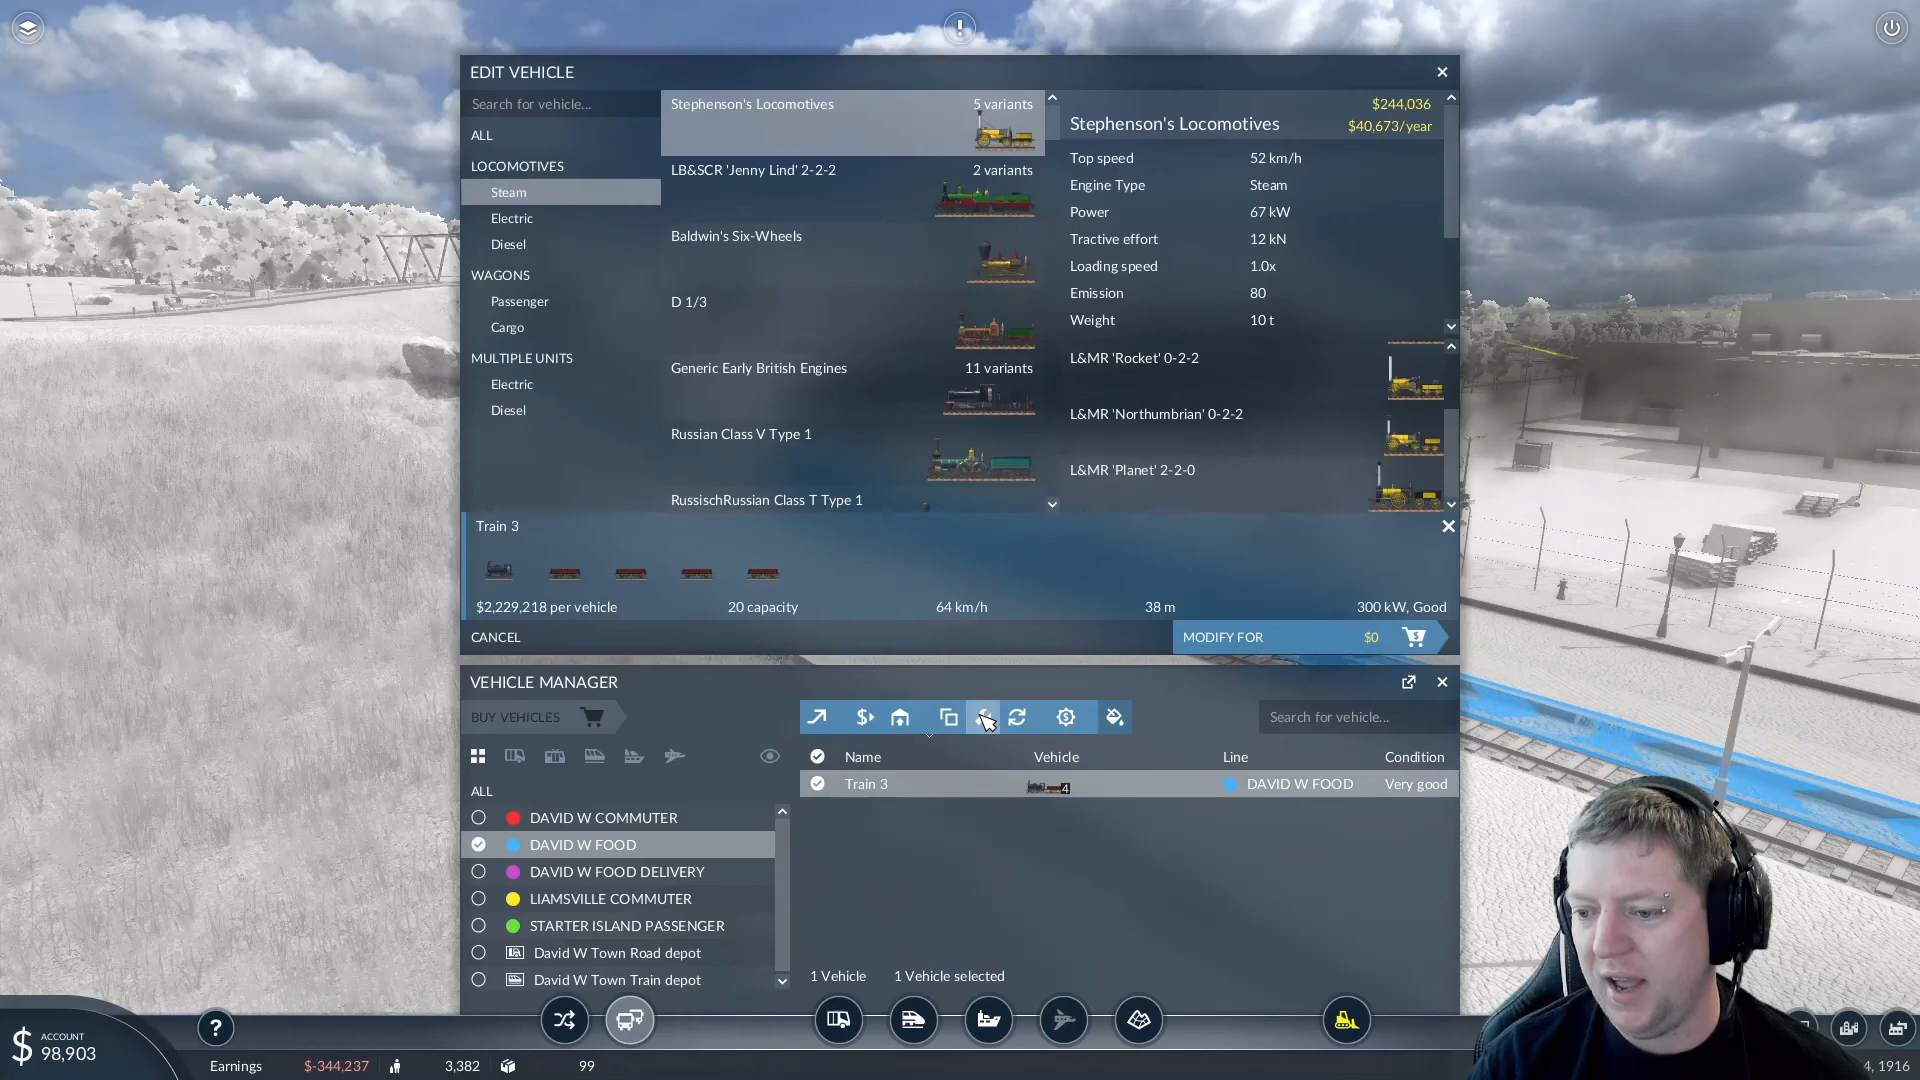 EDIT VEHICLE
Search for vehicle...
ALL
LOCOMOTIVES
Steam
Electric
Diesel
WAGONS
Passenger
Cargo
MULTIPLE UNITS
Electric
Diesel
Stephenson's Locomotives 5 variants
LB&SCR 'Jenny Lind' 2-2-2 2 variants
Baldwin's Six-Wheels
D 1/3
Generic Early British Engines 11 variants
Russian Class V Type 1
RussischRussian Class T Type 1
$244,036
Stephenson's Locomotives $40,673/year
Top speed 52 km/h
Engine Type Steam
Power 67 kW
Tractive effort 12 kN
Loading speed 1.0x
Emission 80
Weight 10 t
L&MR 'Rocket' 0-2-2
L&MR 'Northumbrian' 0-2-2
L&MR 'Planet' 2-2-0
Train 3
$2,229,218 per vehicle 20 capacity 64 km/h 38 m 300 kW, Good
CANCEL
MODIFY FOR $0
VEHICLE MANAGER
BUY VEHICLES
Search for vehicle...
Name Vehicle Line Condition
Train 3 4 DAVID W FOOD Very good
ALL
DAVID W COMMUTER
DAVID W FOOD
DAVID W FOOD DELIVERY
LIAMSVILLE COMMUTER
STARTER ISLAND PASSENGER
David W Town Road depot
David W Town Train depot
1 Vehicle 1 Vehicle selected
$ ACCOUNT
98,903
?
Earnings $-344,237 3,382 99
4, 1916